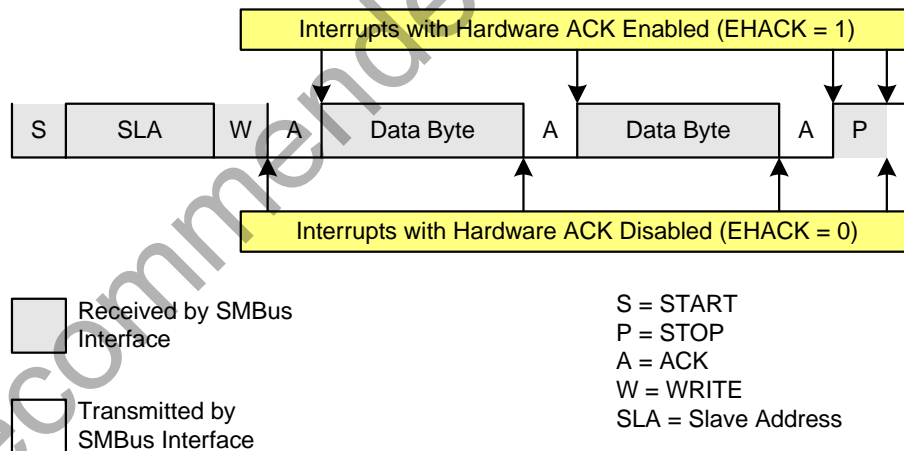 Interrupts with Hardware ACK Enabled (EHACK = 1)
S SLA W A Data Byte A Data Byte A P
Interrupts with Hardware ACK Disabled (EHACK = 0)
Received by SMBus
Interface
Transmitted by
SMBus Interface
S = START
P = STOP
A = ACK
W = WRITE
SLA = Slave Address